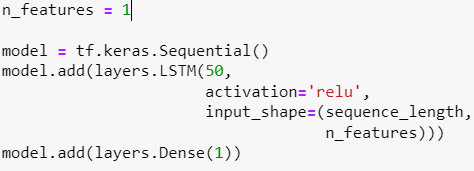 n_features = 1
model = tf.keras.Sequential()
model.add(layers.LSTM(50,
activation='relu',
input_shape=(sequence_length,
n_features)))
model.add(layers.Dense(1))